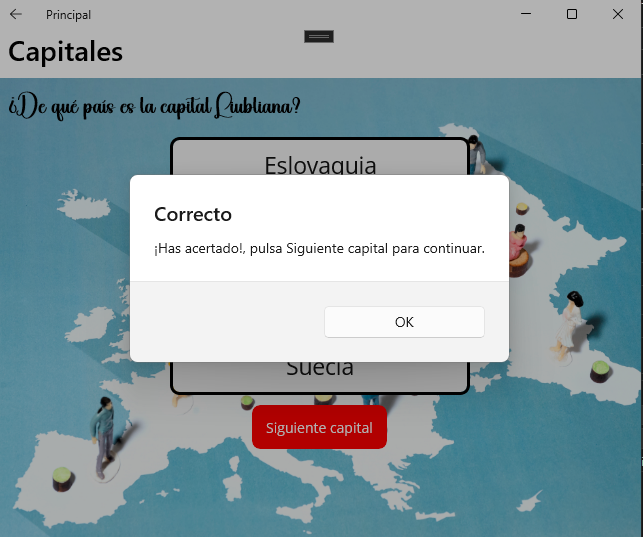 Principal
Capitales
¿De qué país es la capital Liubliana?
Eslovaquia
Correcto
¡Has acertado!, pulsa Siguiente capital para continuar.
OK
Suecia
Siguiente capital